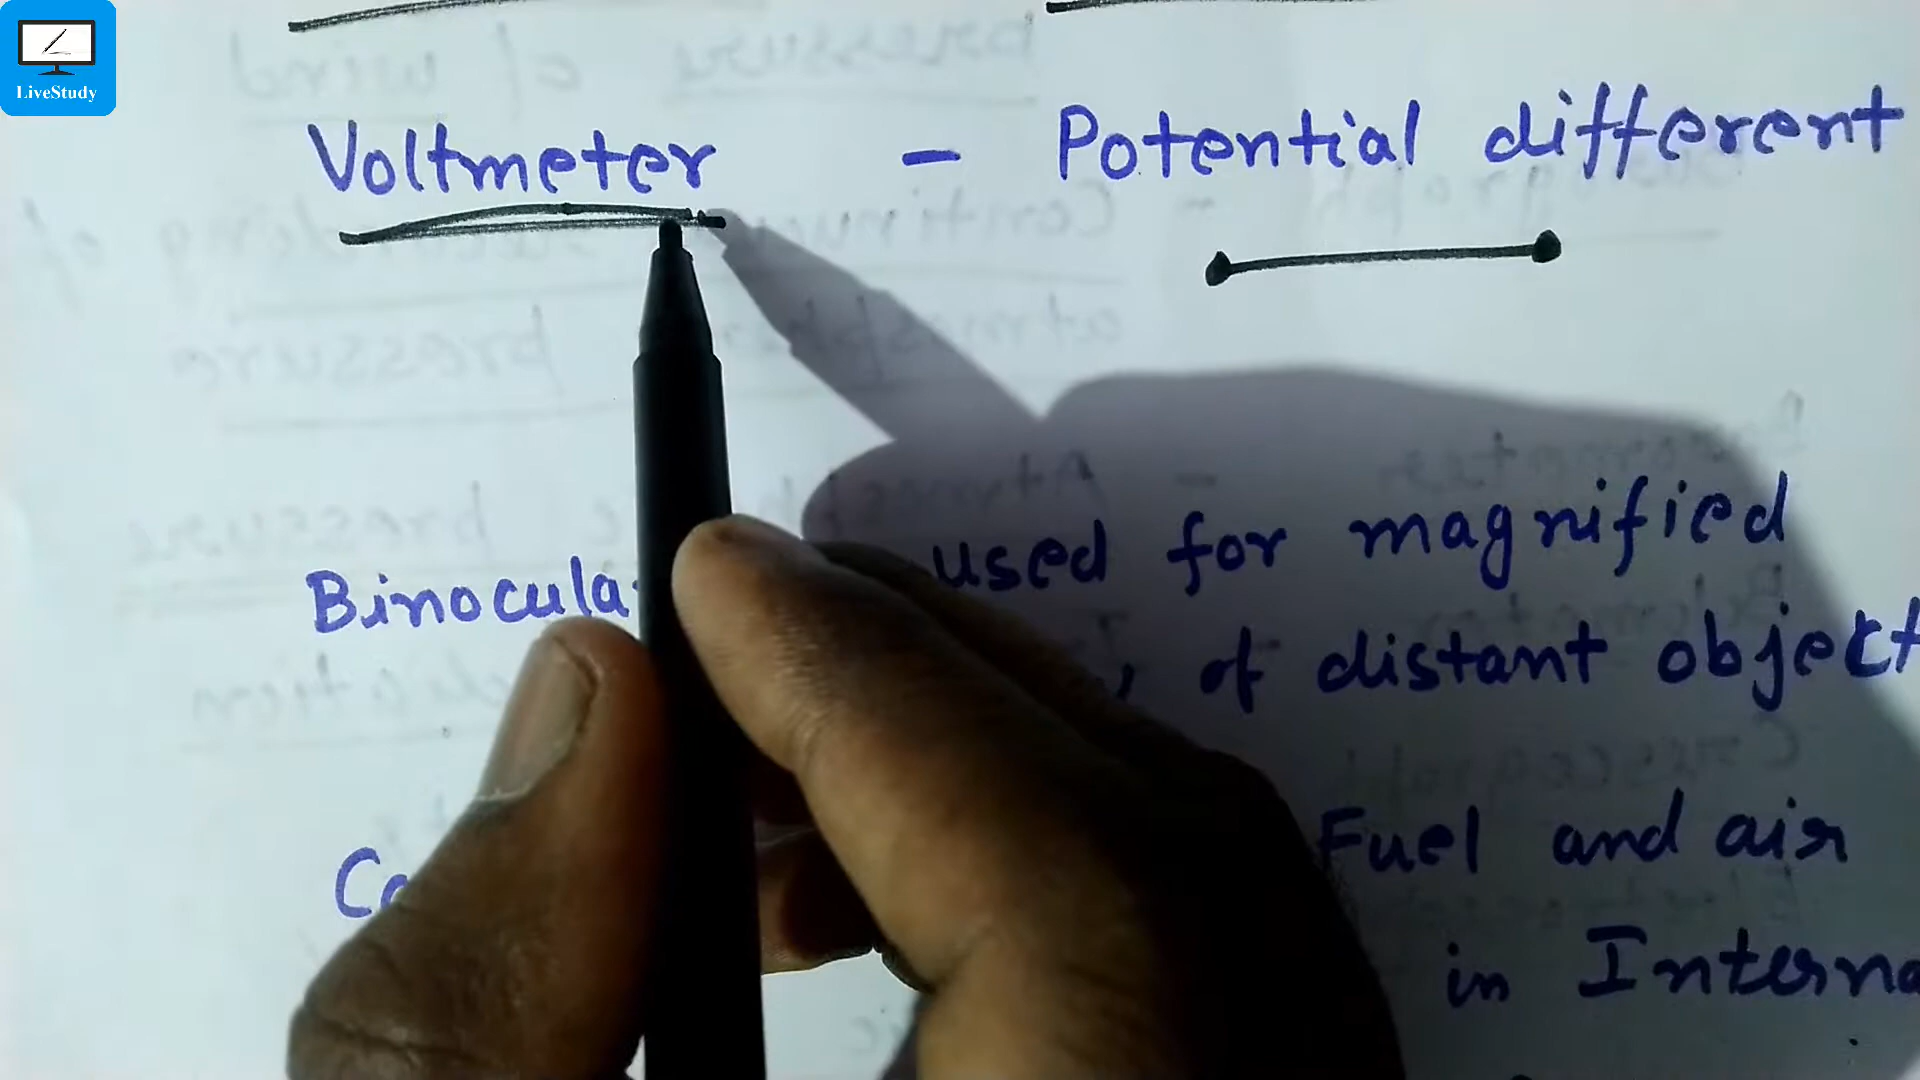 LiveStudy
Voltmeter - Potential different
Binocula used for magnified
of distant object
Fuel and air
in Interna